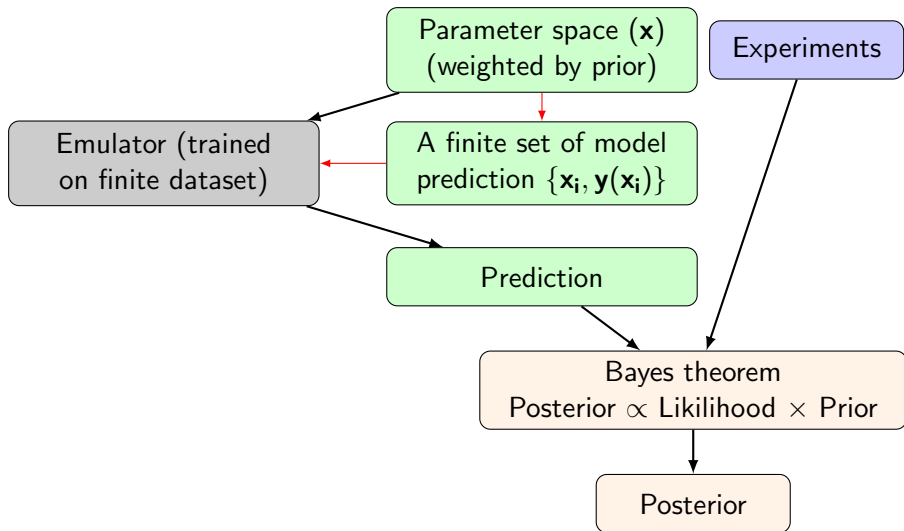 Parameter space (x)
(weighted by prior)
Experiments
Emulator (trained
on finite dataset)
A finite set of model
prediction {xᵢ, y(xᵢ)}
Prediction
Bayes theorem
Posterior ∝ Likilihood × Prior
Posterior